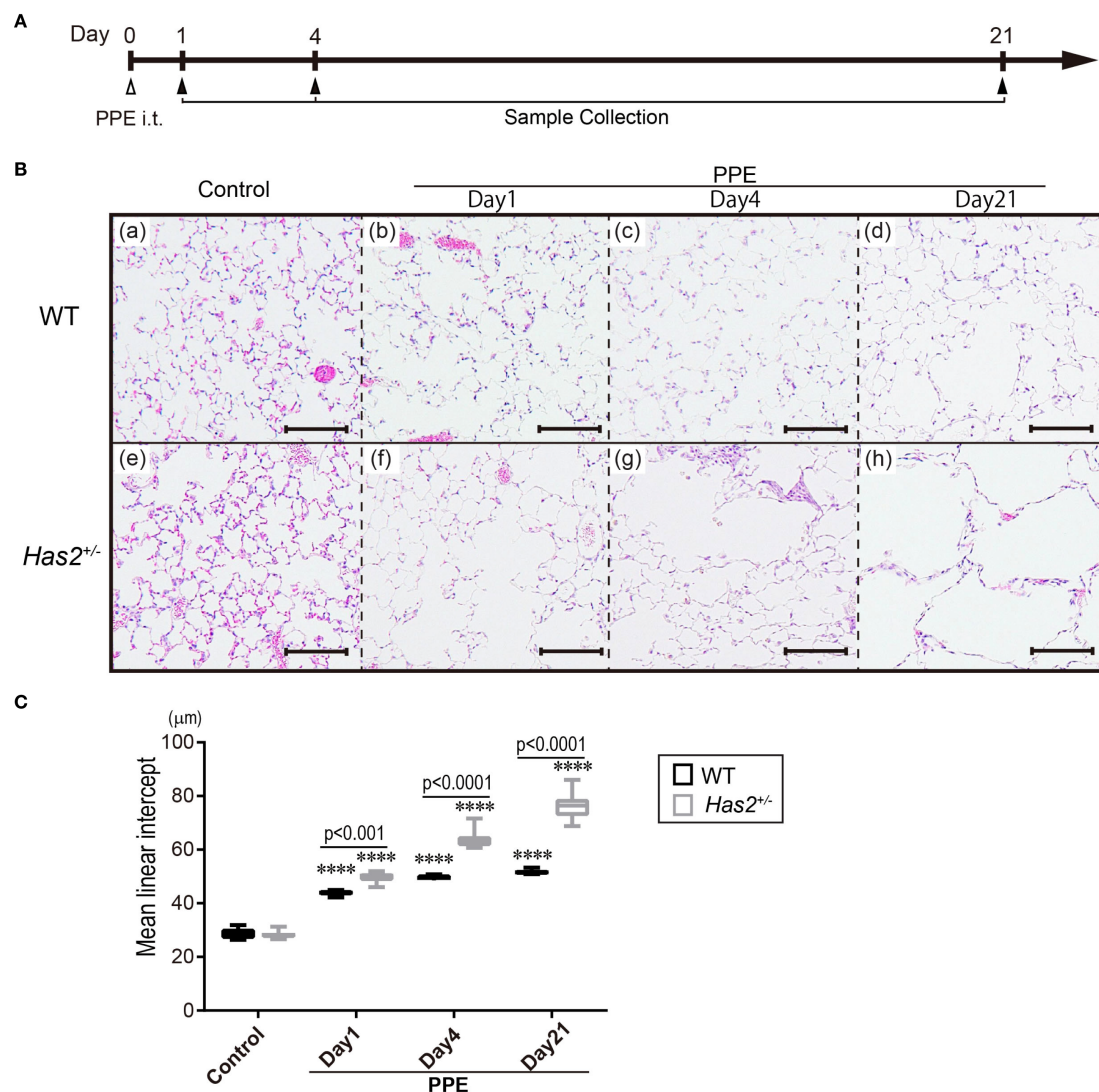 A
Day 0 1 4 21
PPE i.t.
Sample Collection
B
Control
PPE
Day1 Day4 Day21
WT
(a) (b) (c) (d)
Has2+/-
(e) (f) (g) (h)
C
(μm)
Mean linear intercept
100
80
60
40
20
0
p<0.001
p<0.0001
p<0.0001
**** ****
**** ****
**** ****
WT
Has2+/-
Control
Day1
Day4
Day21
PPE